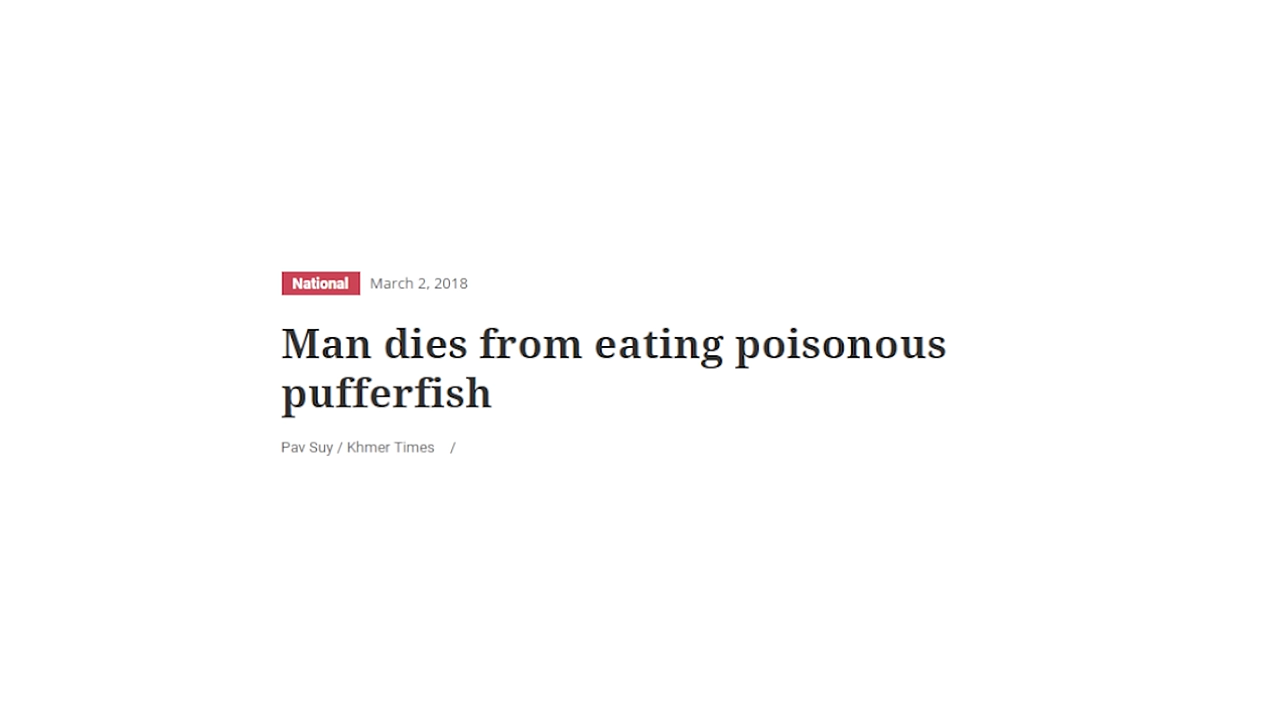 National March 2, 2018
Man dies from eating poisonous
pufferfish
Pav Suy / Khmer Times /